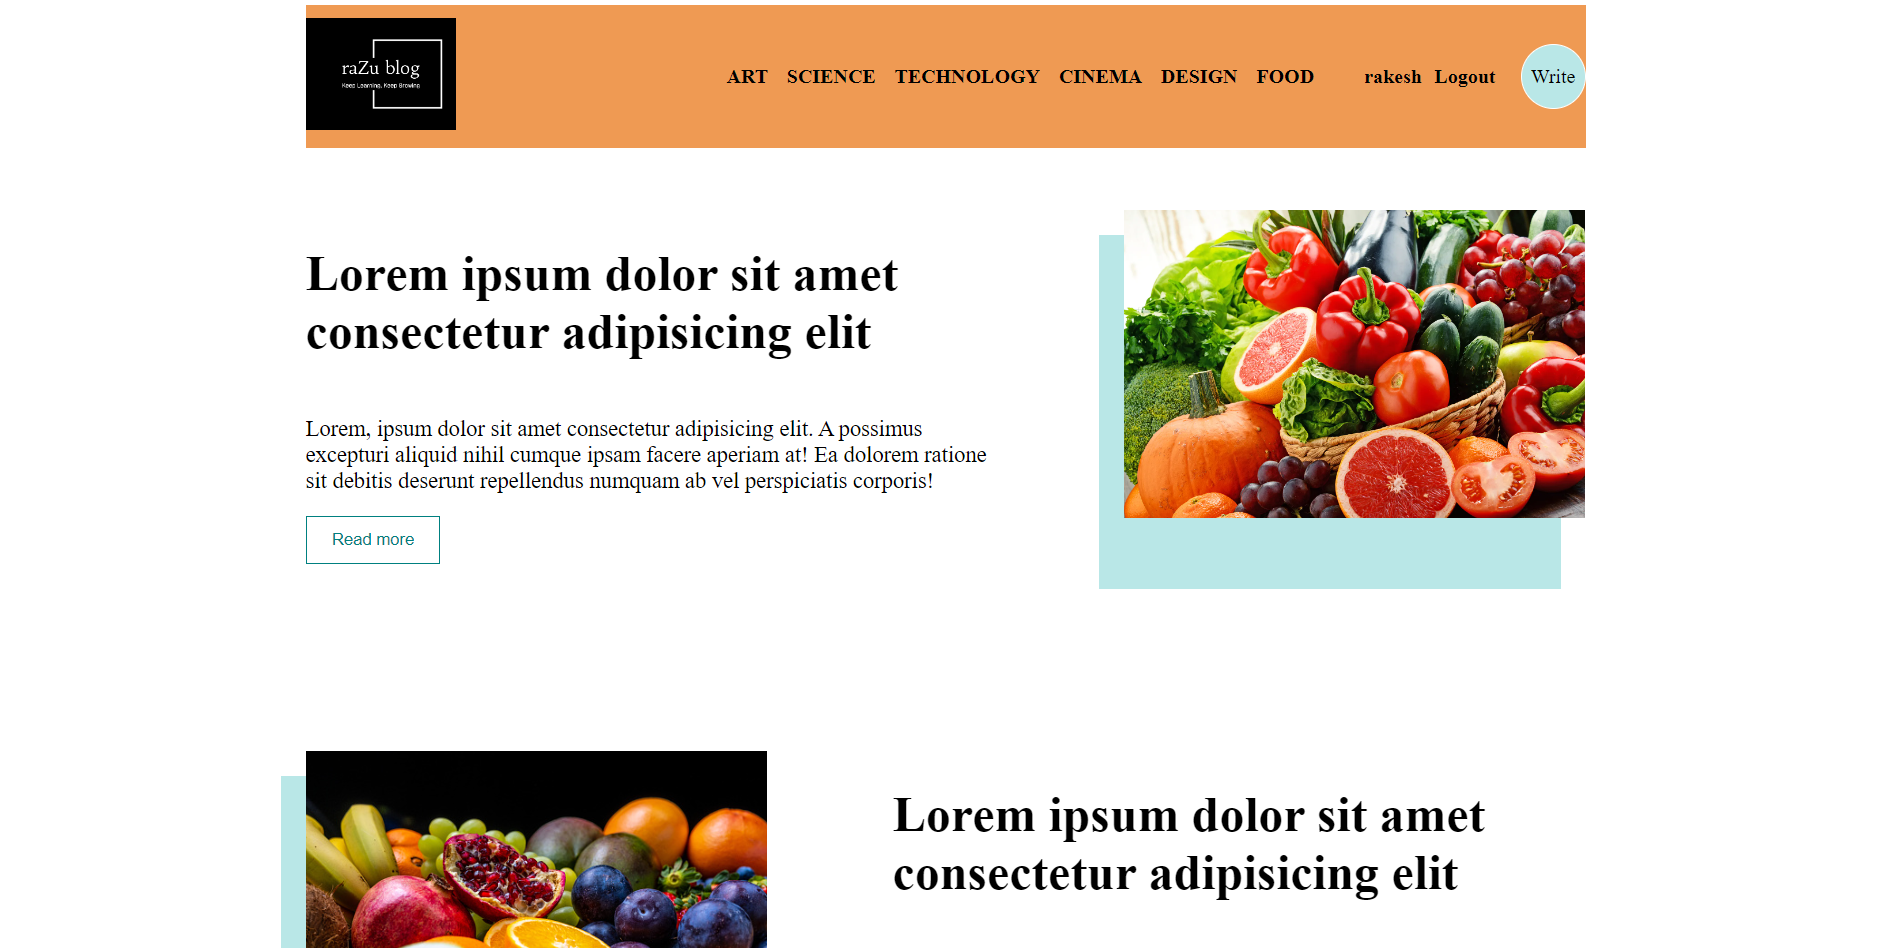 raZu blog
Keep Learning, Keep Growing
ART SCIENCE TECHNOLOGY CINEMA DESIGN FOOD rakesh Logout Write
Lorem ipsum dolor sit amet
consectetur adipisicing elit
Lorem, ipsum dolor sit amet consectetur adipisicing elit. A possimus
excepturi aliquid nihil cumque ipsam facere aperiam at! Ea dolorem ratione
sit debitis deserunt repellendus numquam ab vel perspiciatis corporis!
Read more
Lorem ipsum dolor sit amet
consectetur adipisicing elit